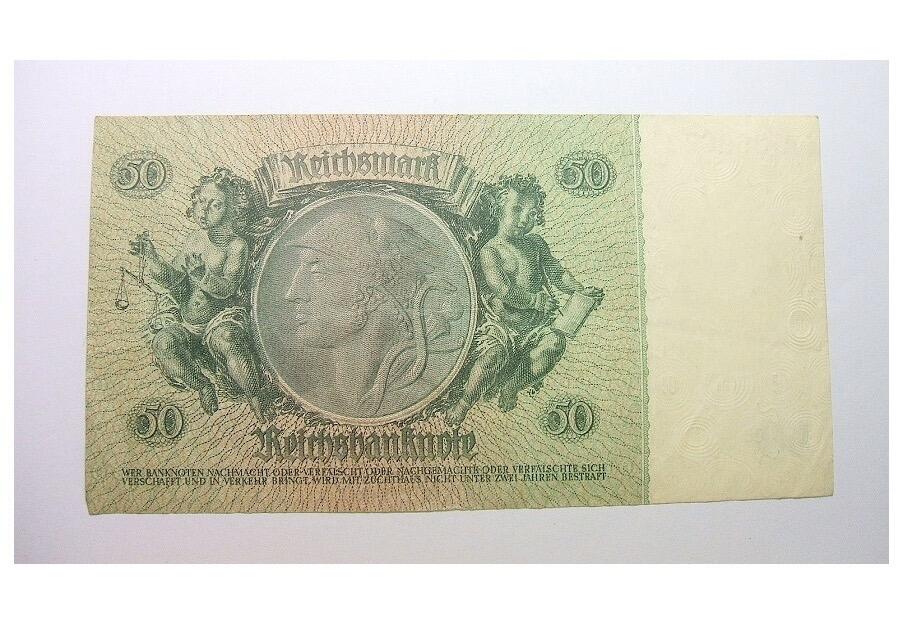 50 Reichsmark 50
50 50
Reichsbanknote
WER BANKNOTEN NACHMACHT ODER VERFÄLSCHT ODER NACHGEMACHTE ODER VERFÄLSCHTE SICH
VERSCHAFFT UND IN VERKEHR BRINGT, WIRD MIT ZUCHTHAUS NICHT UNTER ZWEI JAHREN BESTRAFT